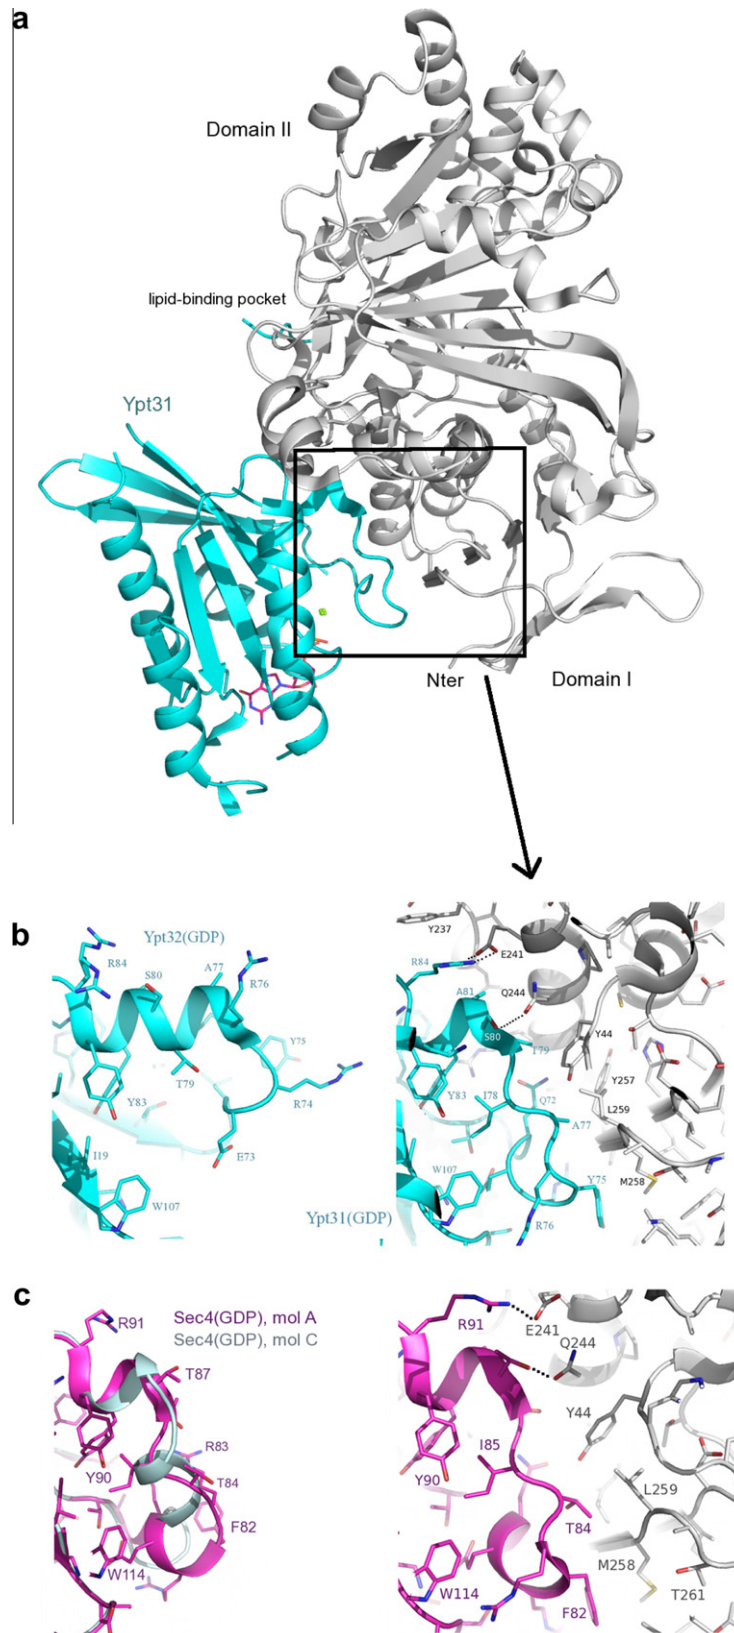 a
Domain II
lipid-binding pocket
Ypt31
Nter
Domain I
b
Ypt32(GDP)
R84
S80
A77
R76
Y75
T79
R74
Y83
E73
I19
W107
Ypt31(GDP)
Y237
E241
R84
Q244
A81
S80
Y44
T79
Y257
Y83
I78
Q72
L259
A77
W107
M258
Y75
R76
c
Sec4(GDP), mol A
Sec4(GDP), mol C
R91
T87
R83
Y90
T84
F82
W114
R91
E241
Q244
Y44
I85
Y90
L259
T84
M258
W114
T261
F82